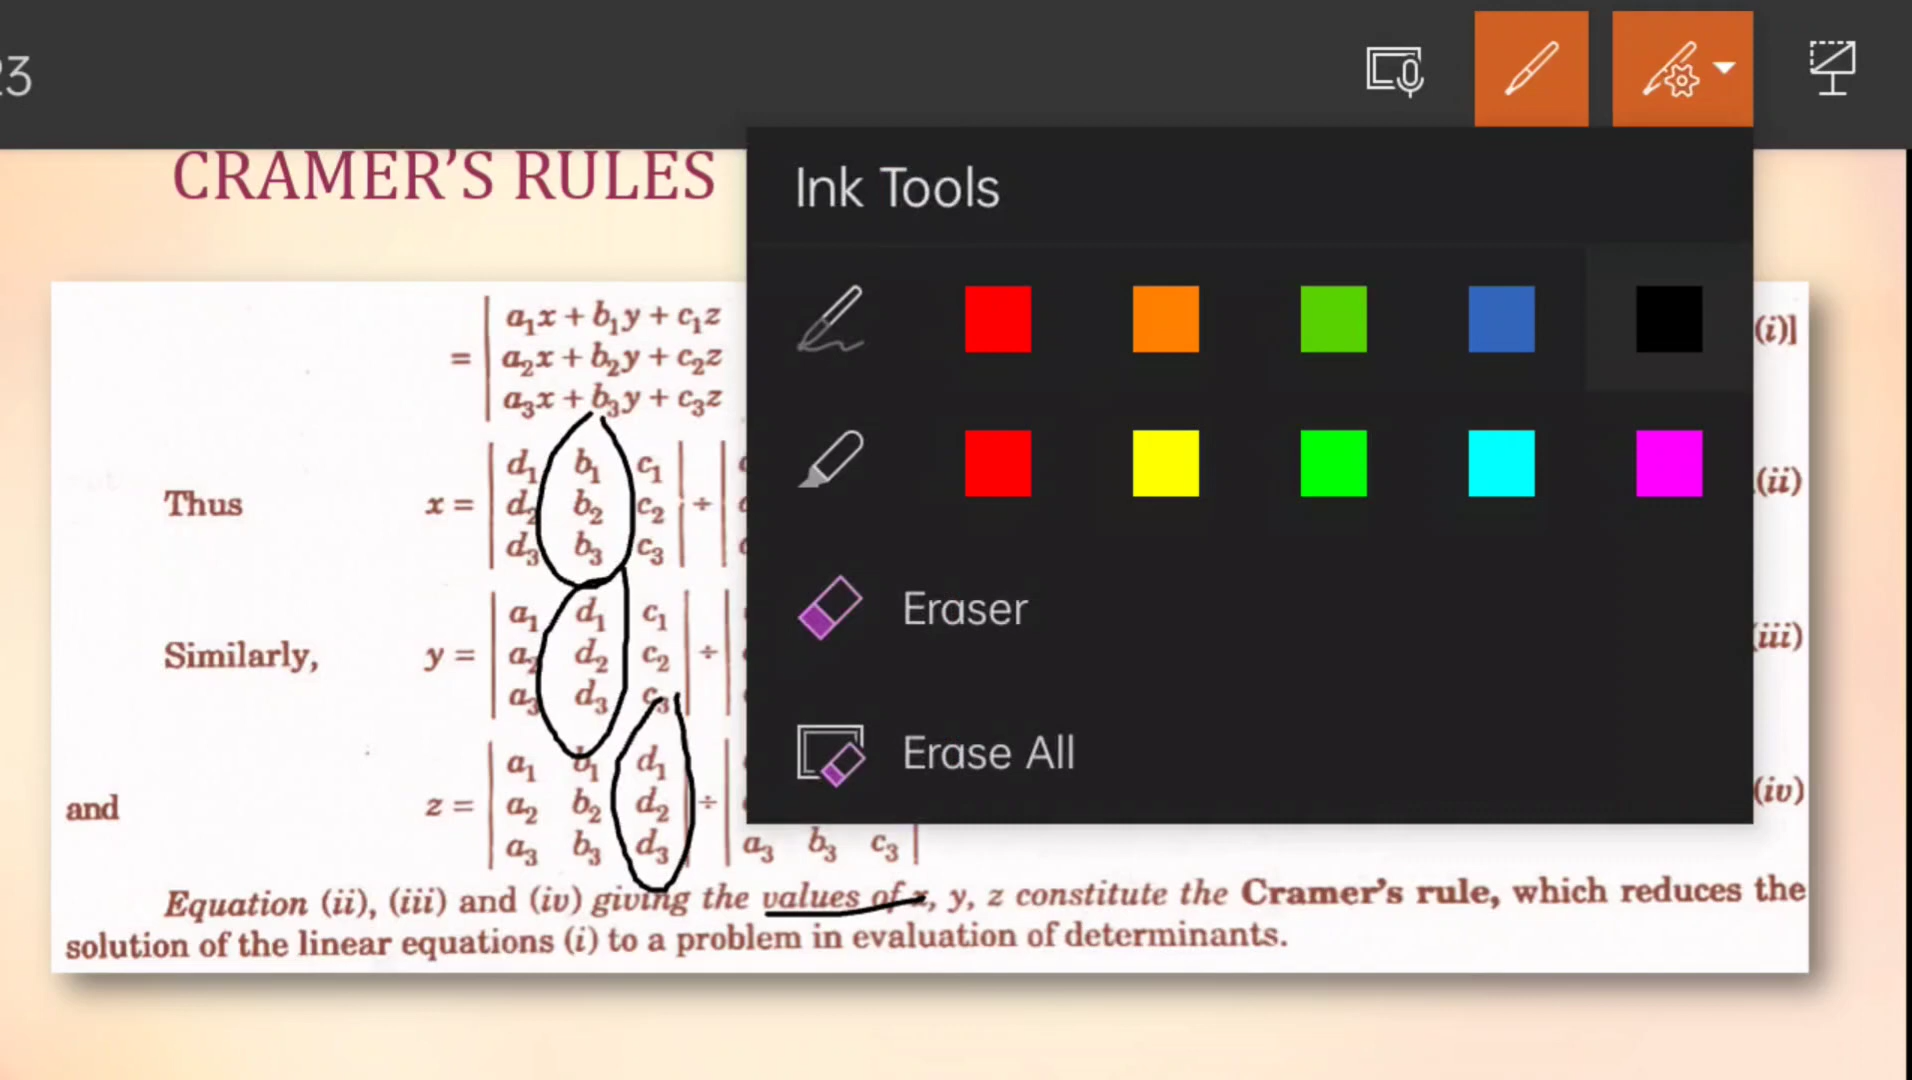 23
CRAMER'S RULES
Ink Tools
= | a₁x + b₁y + c₁z
a₂x + b₂y + c₂z
a₃x + b₃y + c₃z
(i)]
Thus x = | d₁ b₁ c₁ | ÷ |
d₂ b₂ c₂
d₃ b₃ c₃
(ii)
Eraser
Similarly, y = | a₁ d₁ c₁ | ÷ |
a₂ d₂ c₂
a₃ d₃ c₃
(iii)
Erase All
and z = | a₁ b₁ d₁ | ÷ |
a₂ b₂ d₂
a₃ b₃ d₃ a₃ b₃ c₃ |
(iv)
Equation (ii), (iii) and (iv) giving the values of x, y, z constitute the Cramer's rule, which reduces the
solution of the linear equations (i) to a problem in evaluation of determinants.